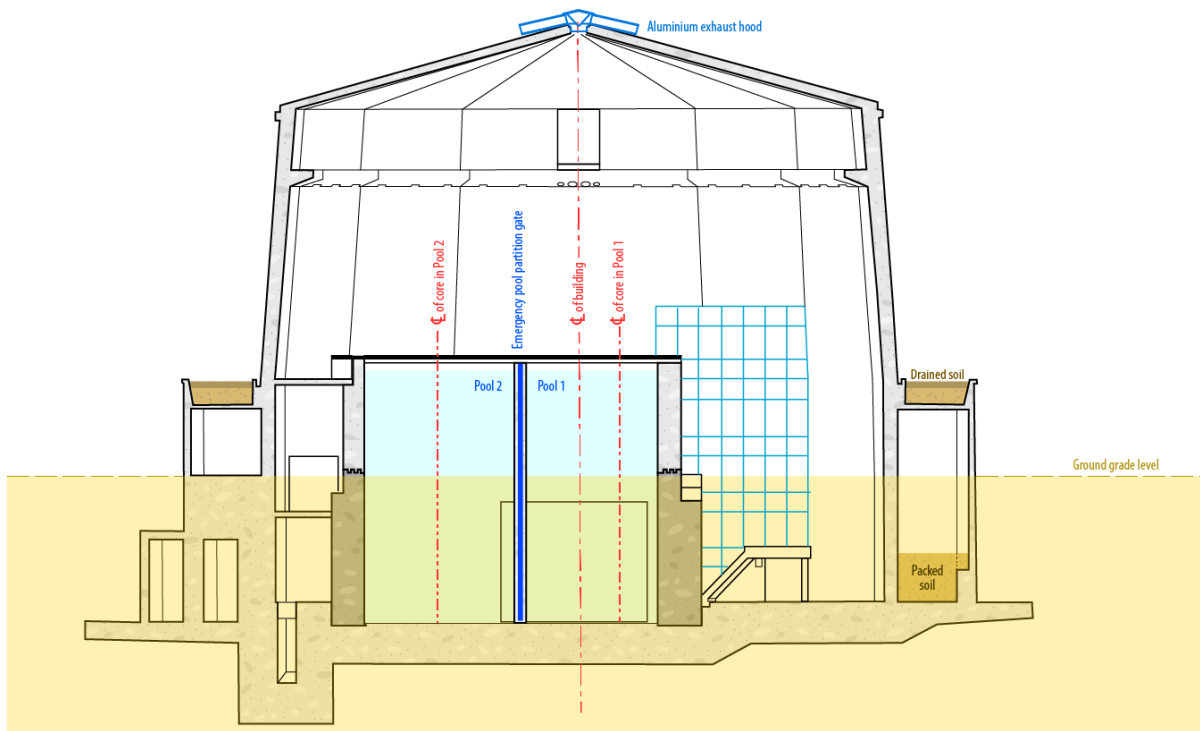 Aluminium exhaust hood
℄ of core in Pool 2
Emergency pool partition gate
℄ of building
℄ of core in Pool 1
Pool 2
Pool 1
Drained soil
Ground grade level
Packed
soil